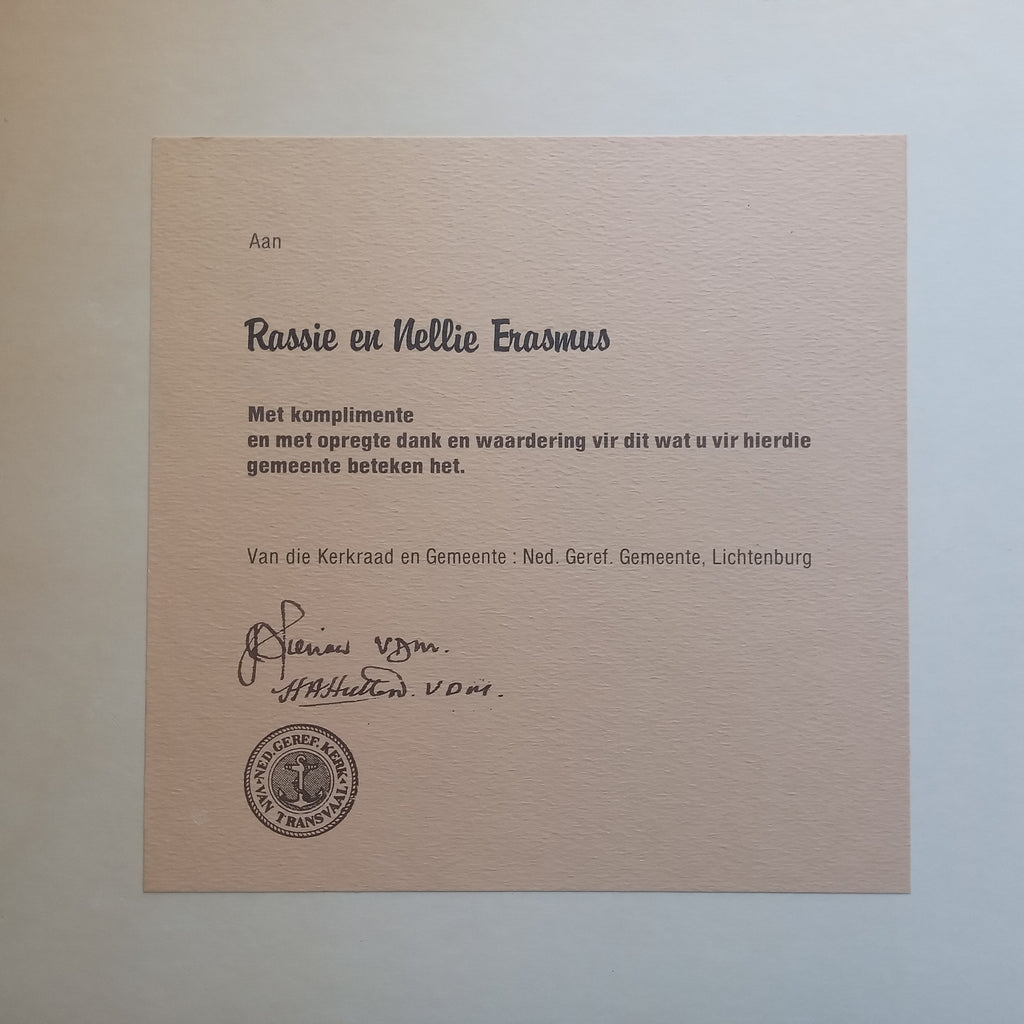 Aan
Rassie en Nellie Erasmus
Met komplimente
en met opregte dank en waardering vir dit wat u vir hierdie
gemeente beteken het.
Van die Kerkraad en Gemeente : Ned. Geref. Gemeente, Lichtenburg
VDM.
VDM.
NED. GEREF. KERK
VAN TRANSVAAL